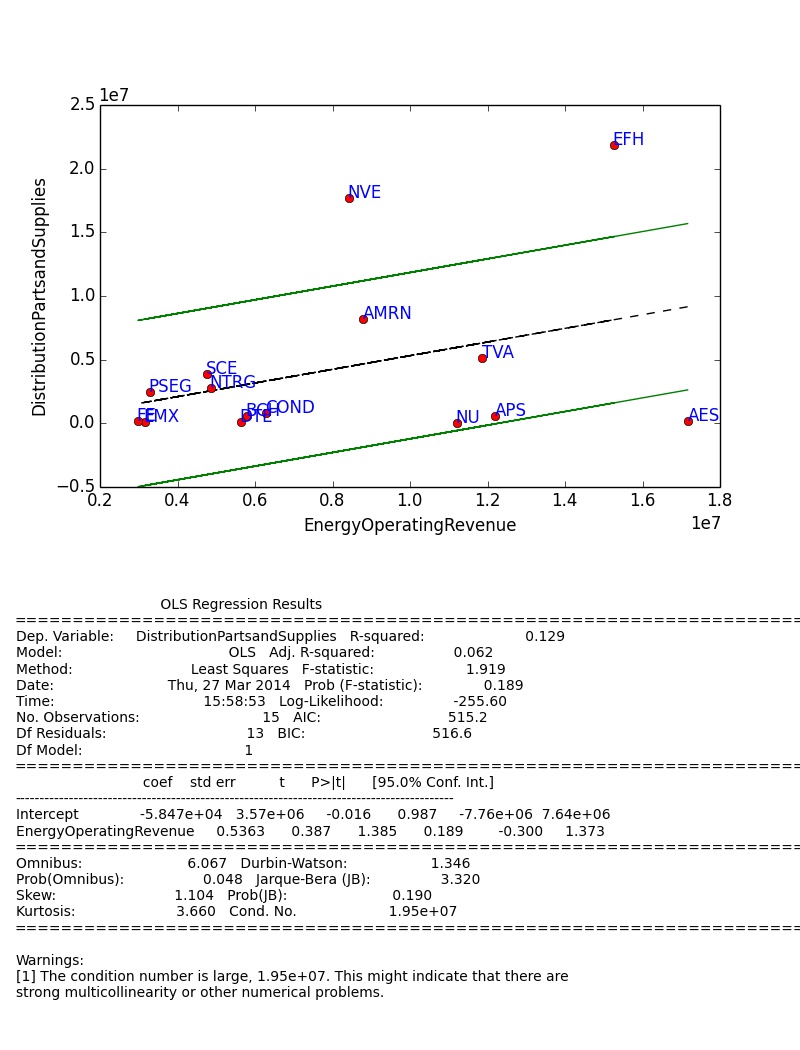 1e7
2.5
2.0
1.5
1.0
0.5
0.0
−0.5
DistributionPartsandSupplies
EFH
NVE
AMRN
TVA
SCE
NTRG
PSEG
COND
DTE
EMX
NU
APS
AES
0.2 0.4 0.6 0.8 1.0 1.2 1.4 1.6 1.8
1e7
EnergyOperatingRevenue
OLS Regression Results
==============================================================================
Dep. Variable: DistributionPartsandSupplies R-squared: 0.129
Model: OLS Adj. R-squared: 0.062
Method: Least Squares F-statistic: 1.919
Date: Thu, 27 Mar 2014 Prob (F-statistic): 0.189
Time: 15:58:53 Log-Likelihood: -255.60
No. Observations: 15 AIC: 515.2
Df Residuals: 13 BIC: 516.6
Df Model: 1
==============================================================================
coef std err t P>|t| [95.0% Conf. Int.]
------------------------------------------------------------------------------------------
Intercept -5.847e+04 3.57e+06 -0.016 0.987 -7.76e+06 7.64e+06
EnergyOperatingRevenue 0.5363 0.387 1.385 0.189 -0.300 1.373
==============================================================================
Omnibus: 6.067 Durbin-Watson: 1.346
Prob(Omnibus): 0.048 Jarque-Bera (JB): 3.320
Skew: 1.104 Prob(JB): 0.190
Kurtosis: 3.660 Cond. No. 1.95e+07
==============================================================================
Warnings:
[1] The condition number is large, 1.95e+07. This might indicate that there are
strong multicollinearity or other numerical problems.